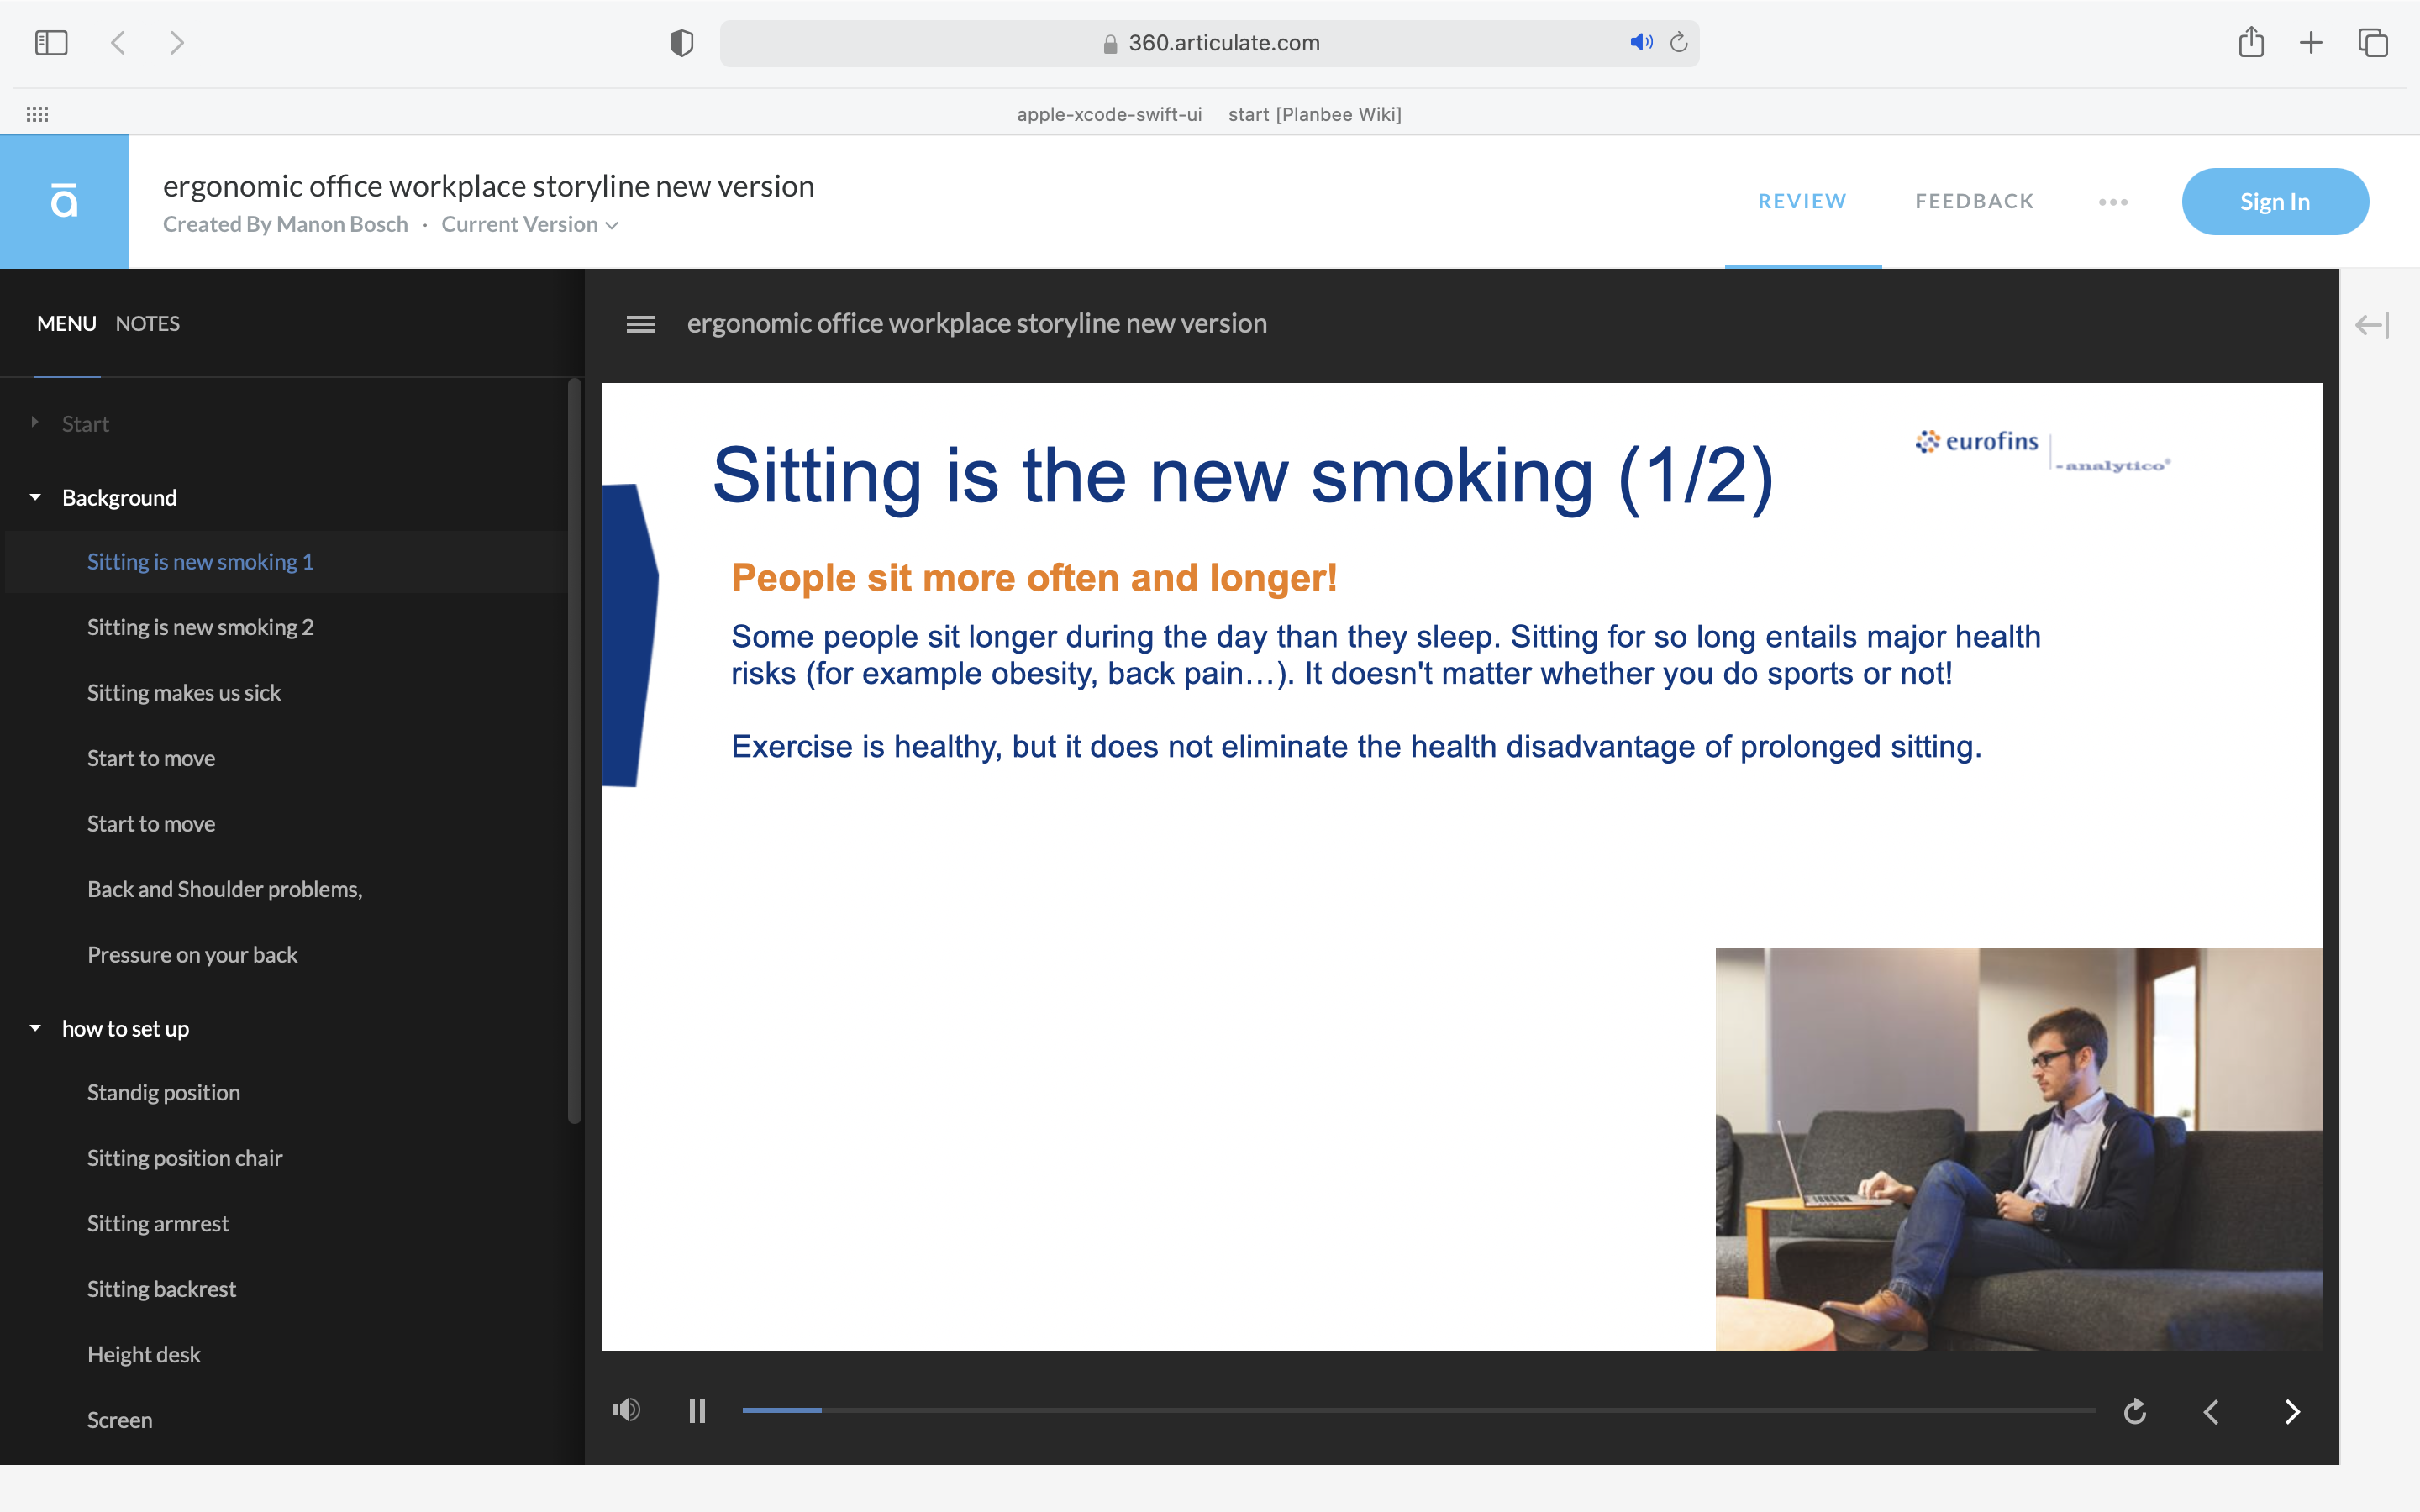 360.articulate.com
apple-xcode-swift-ui start [Planbee Wiki]
ā
ergonomic office workplace storyline new version
Created By Manon Bosch · Current Version
REVIEW FEEDBACK
Sign In
MENU NOTES
Start
Background
Sitting is new smoking 1
Sitting is new smoking 2
Sitting makes us sick
Start to move
Start to move
Back and Shoulder problems,
Pressure on your back
how to set up
Standig position
Sitting position chair
Sitting armrest
Sitting backrest
Height desk
Screen
ergonomic office workplace storyline new version
Sitting is the new smoking (1/2)
eurofins
-analytico®
People sit more often and longer!
Some people sit longer during the day than they sleep. Sitting for so long entails major health
risks (for example obesity, back pain…). It doesn't matter whether you do sports or not!
Exercise is healthy, but it does not eliminate the health disadvantage of prolonged sitting.